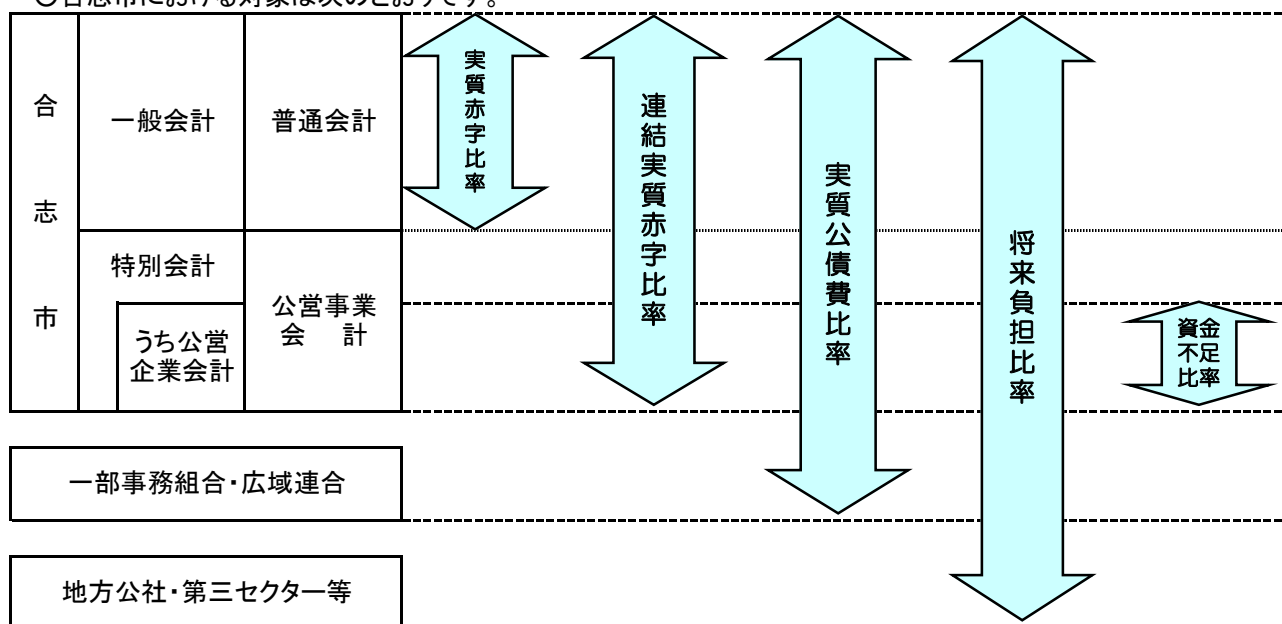 〇合志市における対象は次のとおりです。
合志市
一般会計
普通会計
特別会計
うち公営
企業会計
公営事業
会　計
実質赤字比率
連結実質赤字比率
実質公債費比率
将来負担比率
資金
不足
比率
一部事務組合・広域連合
地方公社・第三セクター等